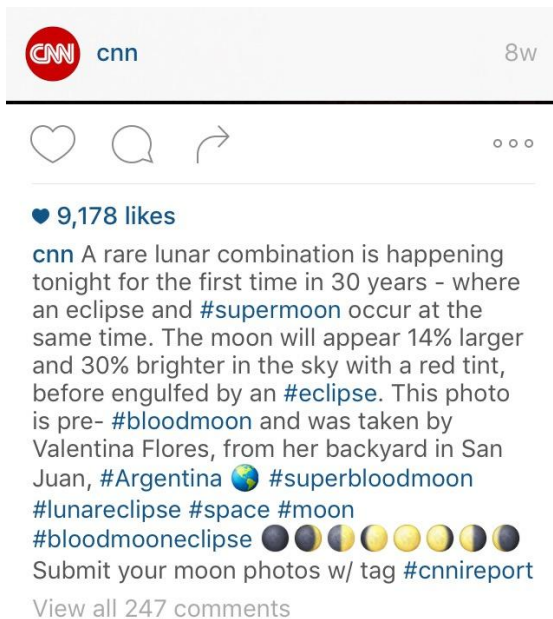 CNN cnn 8w
9,178 likes
cnn A rare lunar combination is happening
tonight for the first time in 30 years - where
an eclipse and #supermoon occur at the
same time. The moon will appear 14% larger
and 30% brighter in the sky with a red tint,
before engulfed by an #eclipse. This photo
is pre- #bloodmoon and was taken by
Valentina Flores, from her backyard in San
Juan, #Argentina 🌎 #superbloodmoon
#lunareclipse #space #moon
#bloodmooneclipse 🌑🌒🌓🌔🌕🌖🌗🌘
Submit your moon photos w/ tag #cnnireport
View all 247 comments